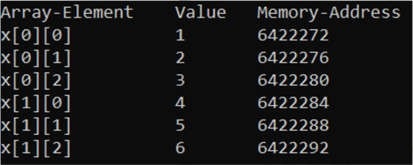 Array-Element Value Memory-Address
x[0][0] 1 6422272
x[0][1] 2 6422276
x[0][2] 3 6422280
x[1][0] 4 6422284
x[1][1] 5 6422288
x[1][2] 6 6422292